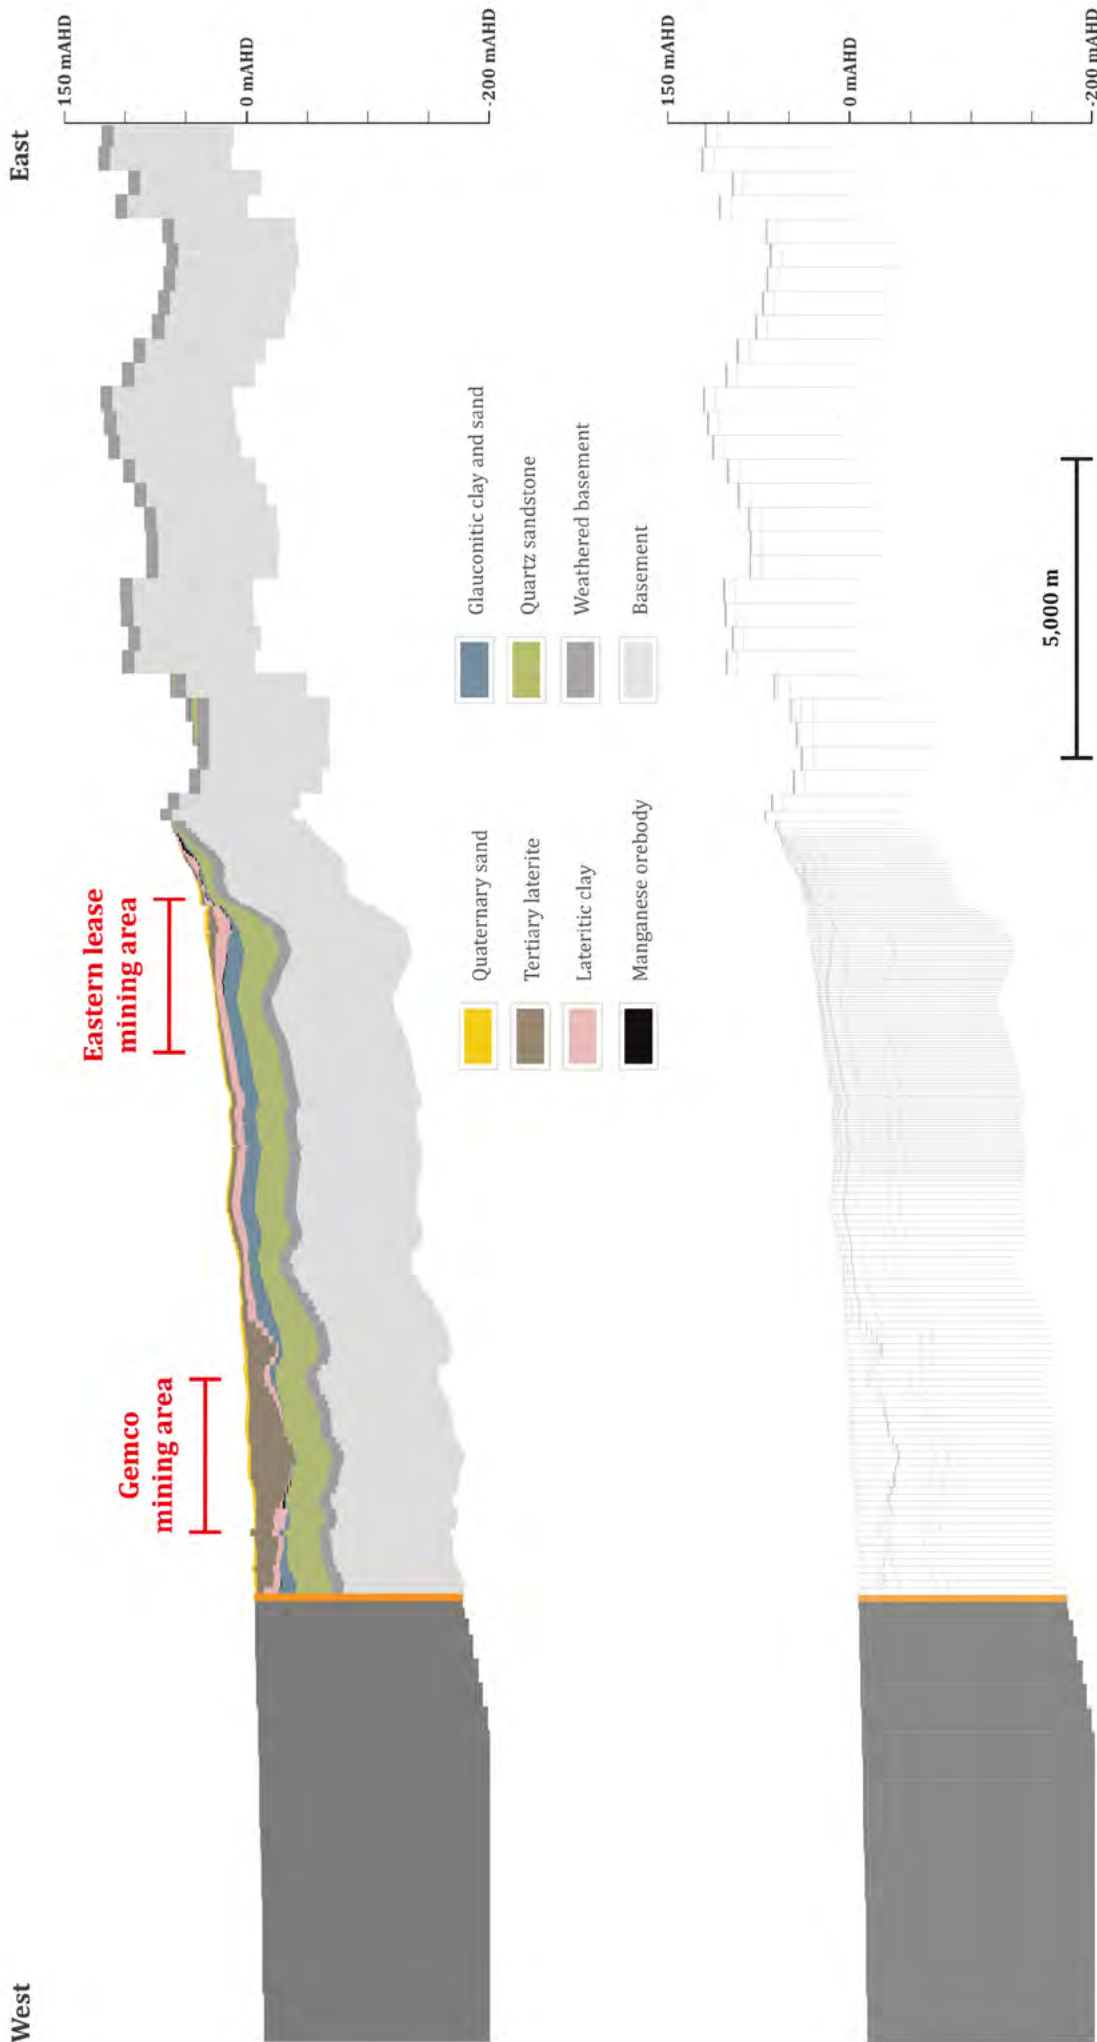 West
East
150 mAHD
0 mAHD
-200 mAHD
Gemco
mining area
Eastern lease
mining area
Quaternary sand
Tertiary laterite
Lateritic clay
Manganese orebody
Glauconitic clay and sand
Quartz sandstone
Weathered basement
Basement
150 mAHD
0 mAHD
-200 mAHD
5,000 m